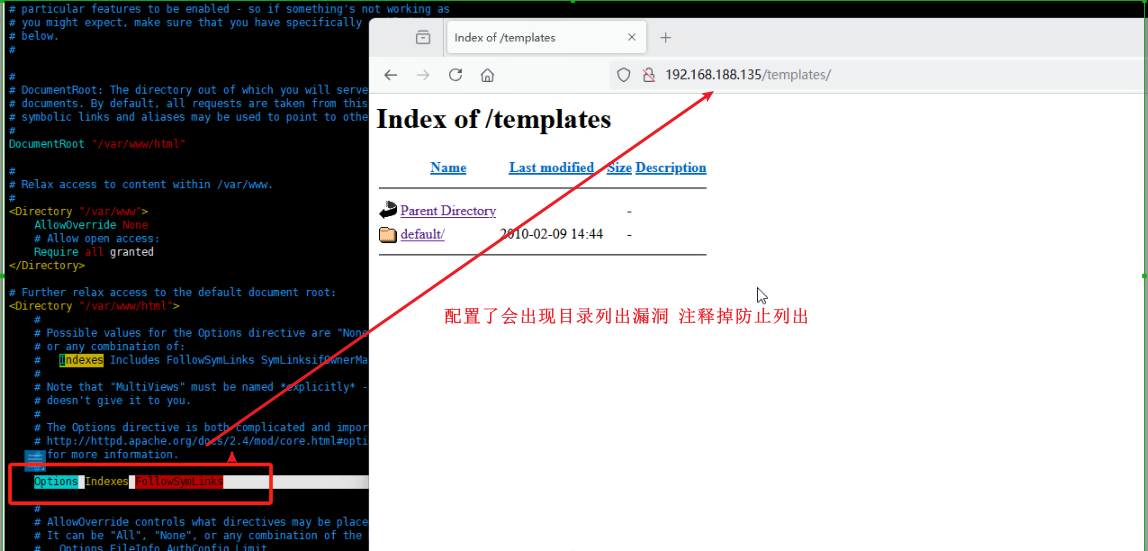 # particular features to be enabled - so if something's not working as
# you might expect, make sure that you have specifically
# below.
#
#
# DocumentRoot: The directory out of which you will serve
# documents. By default, all requests are taken from this
# symbolic links and aliases may be used to point to othe
#
DocumentRoot "/var/www/html"
#
# Relax access to content within /var/www.
#
<Directory "/var/www">
AllowOverride None
# Allow open access:
Require all granted
</Directory>
# Further relax access to the default document root:
<Directory "/var/www/html">
#
# Possible values for the Options directive are "None
# or any combination of:
# Indexes Includes FollowSymLinks SymLinksifOwnerMa
#
# Note that "MultiViews" must be named *explicitly* -
# doesn't give it to you.
#
# The Options directive is both complicated and impor
# http://httpd.apache.org/docs/2.4/mod/core.html#opti
for more information.
Options Indexes FollowSymLinks
#
# AllowOverride controls what directives may be place
# It can be "All", "None", or any combination of the
# Options FileInfo AuthConfig Limit
Index of /templates
192.168.188.135/templates/
Index of /templates
Name Last modified Size Description
Parent Directory -
default/ 2010-02-09 14:44 -
配置了会出现目录列出漏洞 注释掉防止列出